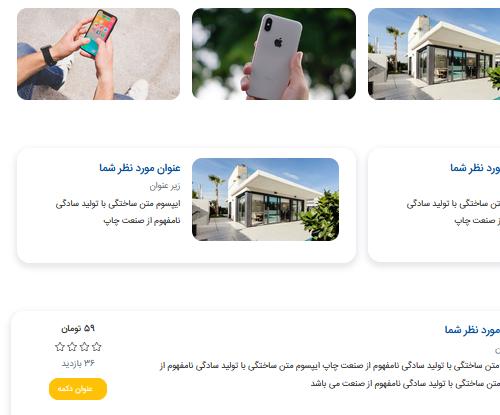 ورد نظر شما
تن ساختگی با تولید سادگی
ز صنعت چاپ
عنوان مورد نظر شما
زیر عنوان
ایپسوم متن ساختگی با تولید سادگی
نامفهوم از صنعت چاپ
مورد نظر شما
متن ساختگی با تولید سادگی نامفهوم از صنعت چاپ ایپسوم متن ساختگی با تولید سادگی نامفهوم از
متن ساختگی با تولید سادگی نامفهوم از صنعت می باشد
۵۹ تومان
۳۶ بازدید
عنوان دکمه